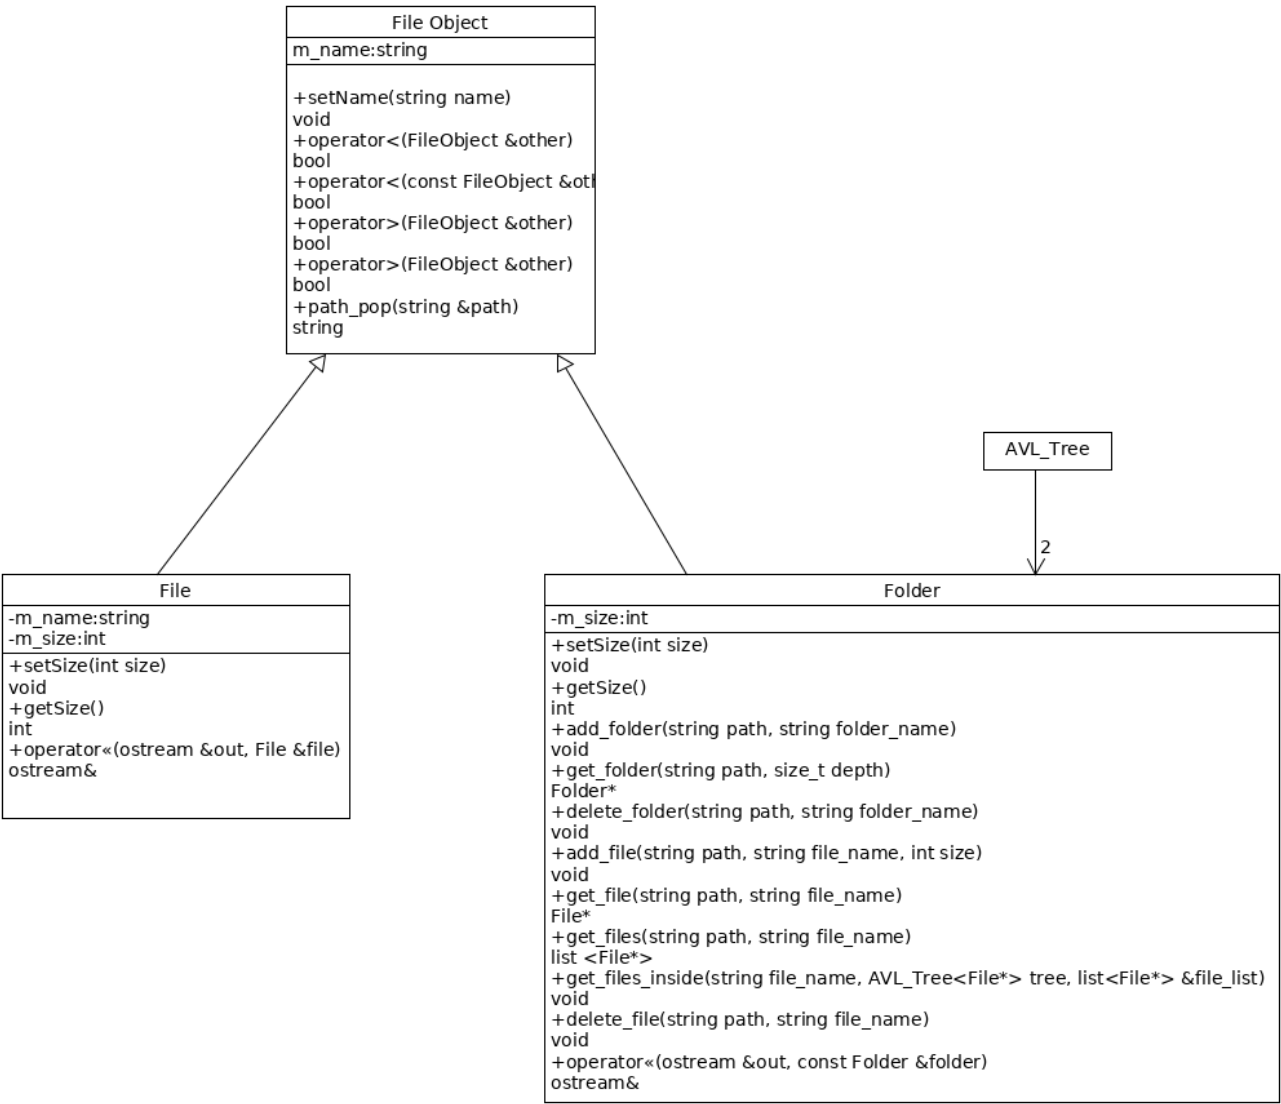 File Object
m_name:string
+setName(string name)
void
+operator<(FileObject &other)
bool
+operator<(const FileObject &oth
bool
+operator>(FileObject &other)
bool
+operator>(FileObject &other)
bool
+path_pop(string &path)
string
AVL_Tree
2
File
-m_name:string
-m_size:int
+setSize(int size)
void
+getSize()
int
+operator«(ostream &out, File &file)
ostream&
Folder
-m_size:int
+setSize(int size)
void
+getSize()
int
+add_folder(string path, string folder_name)
void
+get_folder(string path, size_t depth)
Folder*
+delete_folder(string path, string folder_name)
void
+add_file(string path, string file_name, int size)
void
+get_file(string path, string file_name)
File*
+get_files(string path, string file_name)
list <File*>
+get_files_inside(string file_name, AVL_Tree<File*> tree, list<File*> &file_list)
void
+delete_file(string path, string file_name)
void
+operator«(ostream &out, const Folder &folder)
ostream&